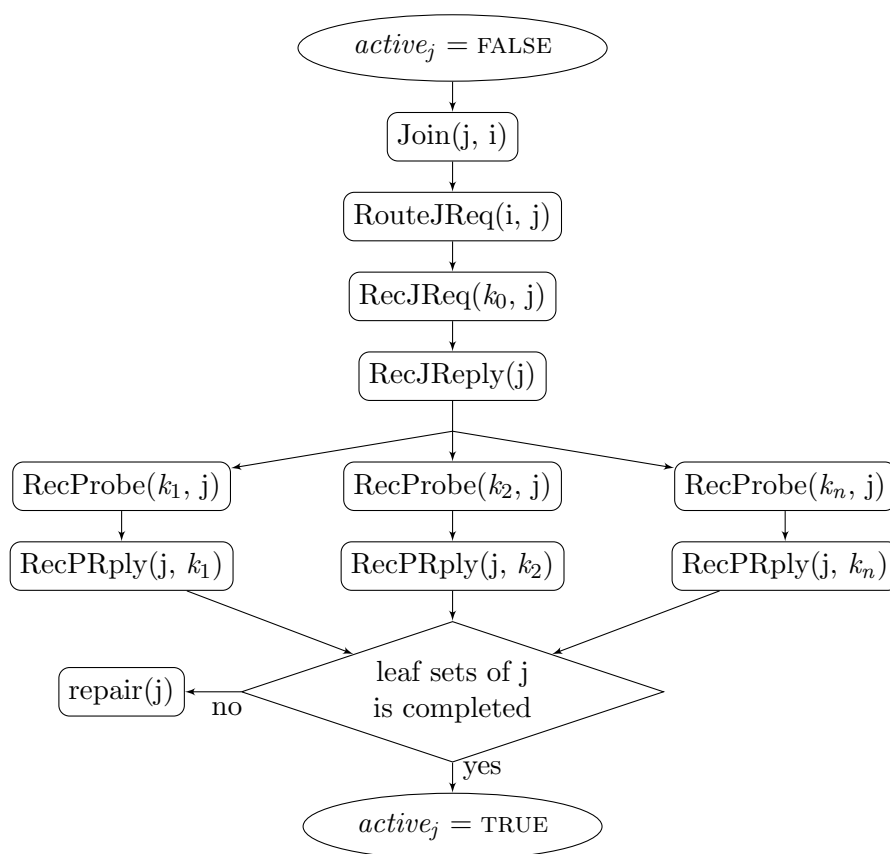 active_j = FALSE
Join(j, i)
RouteJReq(i, j)
RecJReq(k_0, j)
RecJReply(j)
RecProbe(k_1, j)
RecProbe(k_2, j)
RecProbe(k_n, j)
RecPRply(j, k_1)
RecPRply(j, k_2)
RecPRply(j, k_n)
leaf sets of j
is completed
repair(j)
no
yes
active_j = TRUE